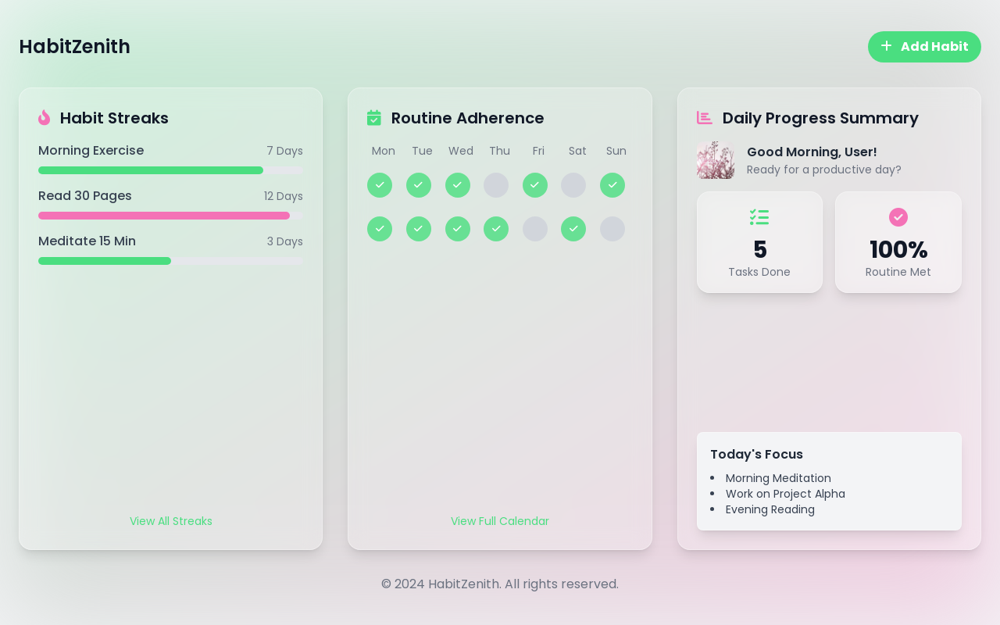 HabitZenith
Add Habit
Habit Streaks
Morning Exercise 7 Days
Read 30 Pages 12 Days
Meditate 15 Min 3 Days
View All Streaks
Routine Adherence
Mon Tue Wed Thu Fri Sat Sun
View Full Calendar
Daily Progress Summary
Good Morning, User!
Ready for a productive day?
5
Tasks Done
100%
Routine Met
Today's Focus
• Morning Meditation
• Work on Project Alpha
• Evening Reading
© 2024 HabitZenith. All rights reserved.